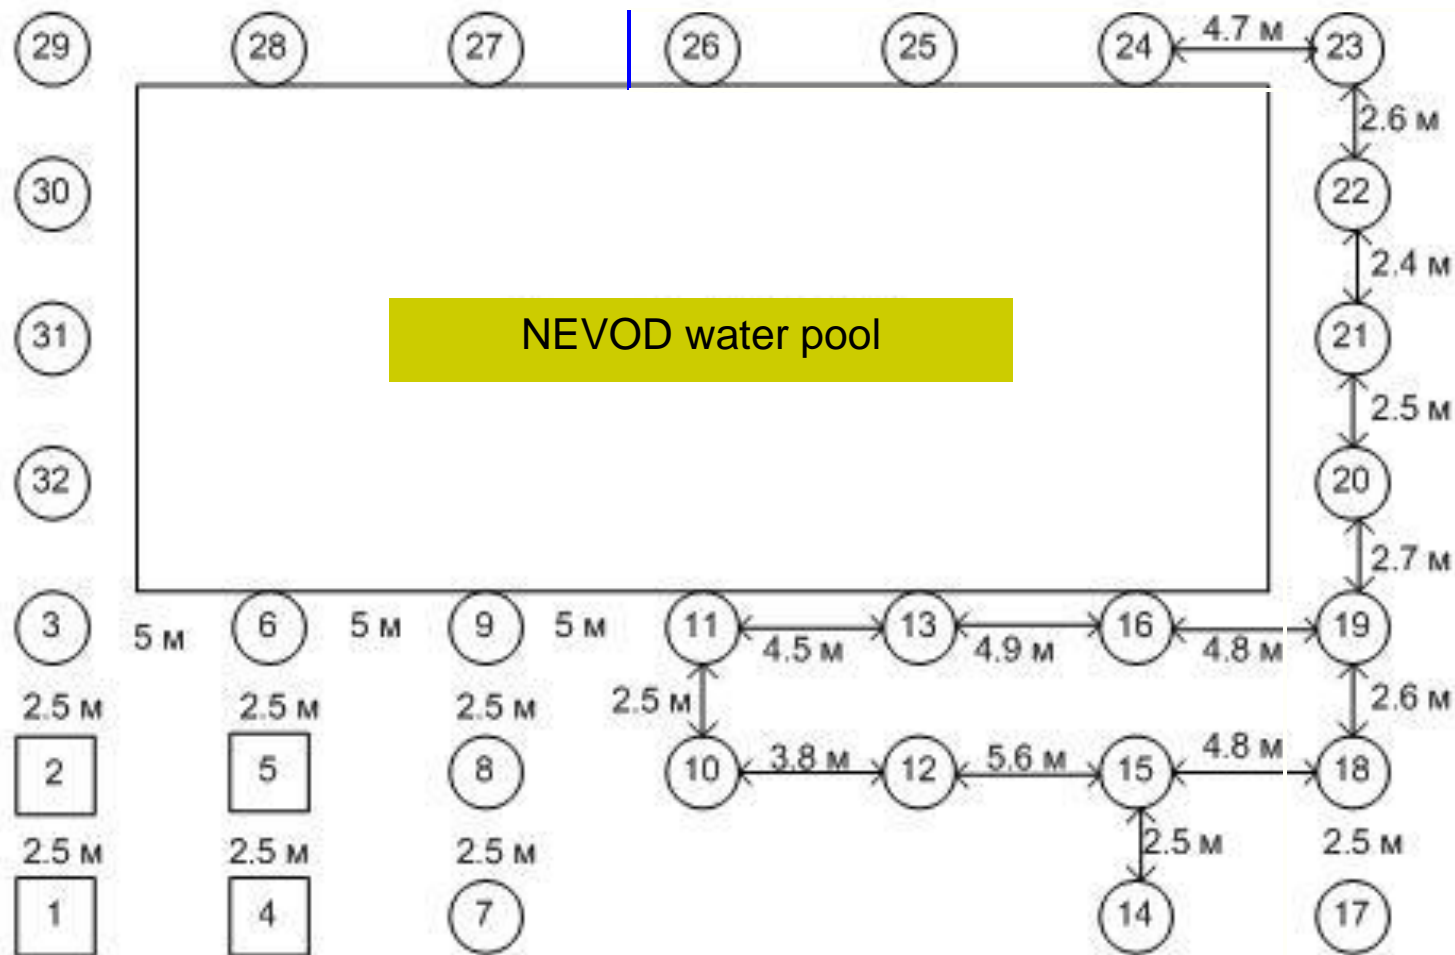 29 28 27 26 25 24 4.7 м 23
2.6 м
30 22
2.4 м
31 NEVOD water pool 21
2.5 м
32 20
2.7 м
3 5 м 6 5 м 9 5 м 11 4.5 м 13 4.9 м 16 4.8 м 19
2.5 м 2.5 м 2.5 м 2.5 м 2.6 м
2 5 8 10 3.8 м 12 5.6 м 15 4.8 м 18
2.5 м 2.5 м 2.5 м 2.5 м 2.5 м
1 4 7 14 17